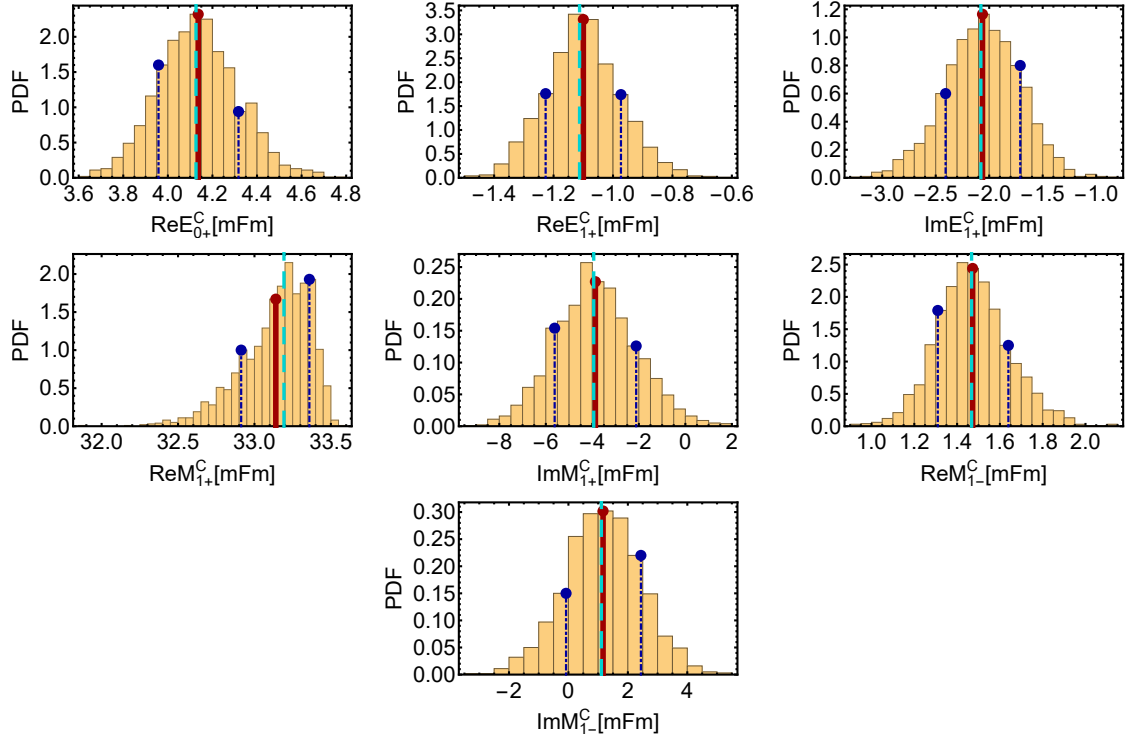 PDF
2.0
1.5
1.0
0.5
0.0
3.6 3.8 4.0 4.2 4.4 4.6 4.8
ReE^C_{0+}[mFm]
PDF
3.5
3.0
2.5
2.0
1.5
1.0
0.5
0.0
−1.4 −1.2 −1.0 −0.8 −0.6
ReE^C_{1+}[mFm]
PDF
1.2
1.0
0.8
0.6
0.4
0.2
0.0
−3.0 −2.5 −2.0 −1.5 −1.0
ImE^C_{1+}[mFm]
PDF
2.0
1.5
1.0
0.5
0.0
32.0 32.5 33.0 33.5
ReM^C_{1+}[mFm]
PDF
0.25
0.20
0.15
0.10
0.05
0.00
−8 −6 −4 −2 0 2
ImM^C_{1+}[mFm]
PDF
2.5
2.0
1.5
1.0
0.5
0.0
1.0 1.2 1.4 1.6 1.8 2.0
ReM^C_{1−}[mFm]
PDF
0.30
0.25
0.20
0.15
0.10
0.05
0.00
−2 0 2 4
ImM^C_{1−}[mFm]